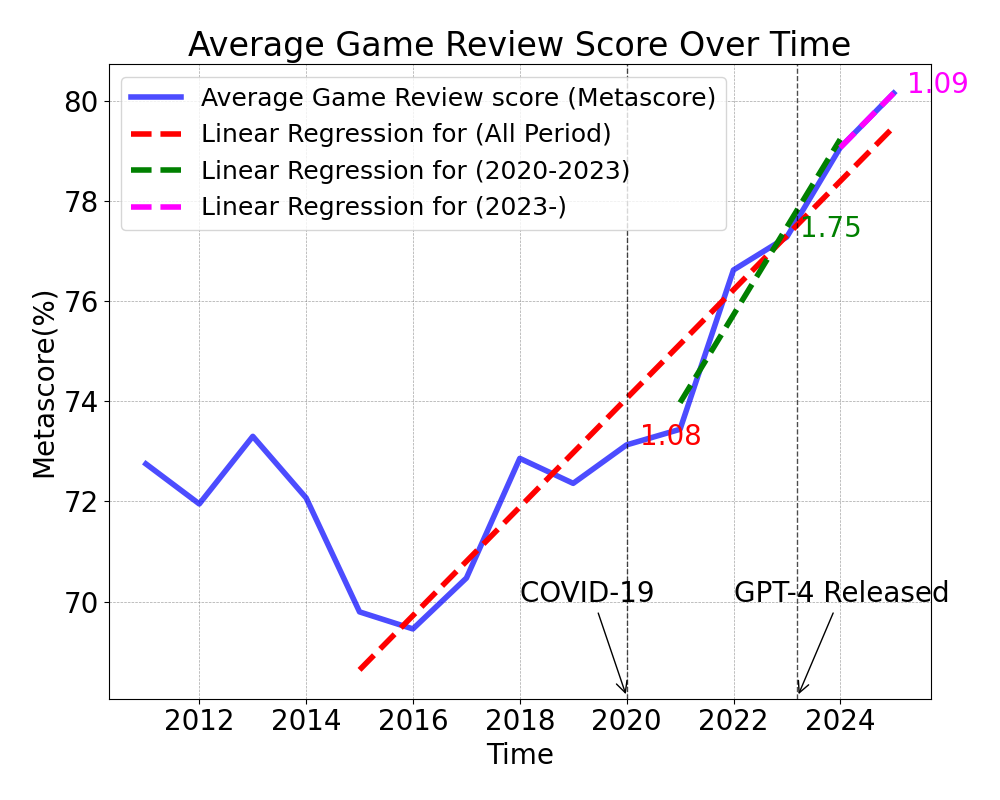 Average Game Review Score Over Time
Average Game Review score (Metascore)
Linear Regression for (All Period)
Linear Regression for (2020-2023)
Linear Regression for (2023-)
1.09
1.75
1.08
COVID-19
GPT-4 Released
Metascore(%)
80
78
76
74
72
70
2012 2014 2016 2018 2020 2022 2024
Time